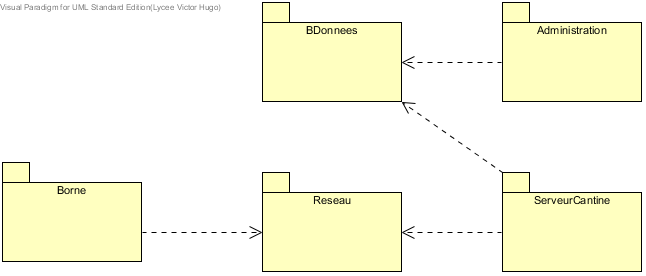 Visual Paradigm for UML Standard Edition(Lycee Victor Hugo)
BDonnees
Administration
Borne
Reseau
ServeurCantine